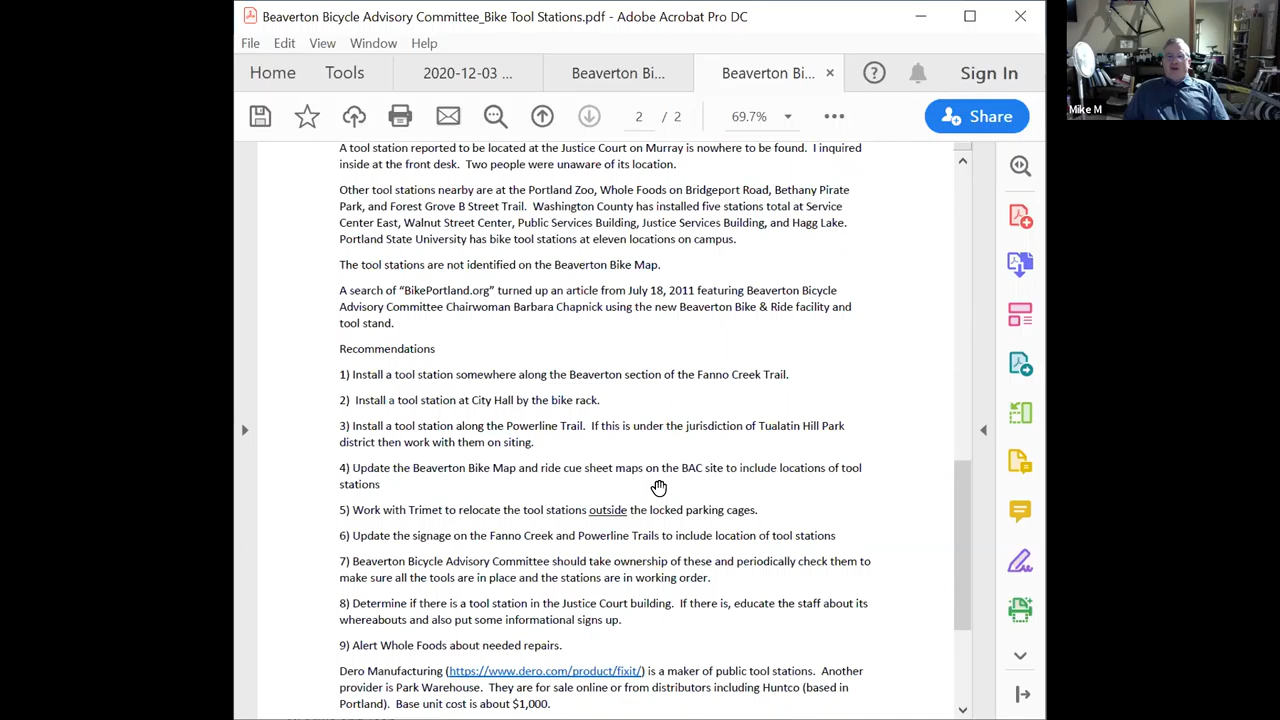 Beaverton Bicycle Advisory Committee_Bike Tool Stations.pdf - Adobe Acrobat Pro DC
File Edit View Window Help
Home Tools 2020-12-03 ... Beaverton Bi... Beaverton Bi... Sign In
2 / 2 69.7% Share
Mike M
A tool station reported to be located at the Justice Court on Murray is nowhere to be found. I inquired
inside at the front desk. Two people were unaware of its location.
Other tool stations nearby are at the Portland Zoo, Whole Foods on Bridgeport Road, Bethany Pirate
Park, and Forest Grove B Street Trail. Washington County has installed five stations total at Service
Center East, Walnut Street Center, Public Services Building, Justice Services Building, and Hagg Lake.
Portland State University has bike tool stations at eleven locations on campus.
The tool stations are not identified on the Beaverton Bike Map.
A search of “BikePortland.org” turned up an article from July 18, 2011 featuring Beaverton Bicycle
Advisory Committee Chairwoman Barbara Chapnick using the new Beaverton Bike & Ride facility and
tool stand.
Recommendations
1) Install a tool station somewhere along the Beaverton section of the Fanno Creek Trail.
2) Install a tool station at City Hall by the bike rack.
3) Install a tool station along the Powerline Trail. If this is under the jurisdiction of Tualatin Hill Park
district then work with them on siting.
4) Update the Beaverton Bike Map and ride cue sheet maps on the BAC site to include locations of tool
stations
5) Work with Trimet to relocate the tool stations outside the locked parking cages.
6) Update the signage on the Fanno Creek and Powerline Trails to include location of tool stations
7) Beaverton Bicycle Advisory Committee should take ownership of these and periodically check them to
make sure all the tools are in place and the stations are in working order.
8) Determine if there is a tool station in the Justice Court building. If there is, educate the staff about its
whereabouts and also put some informational signs up.
9) Alert Whole Foods about needed repairs.
Dero Manufacturing (https://www.dero.com/product/fixit/) is a maker of public tool stations. Another
provider is Park Warehouse. They are for sale online or from distributors including Huntco (based in
Portland). Base unit cost is about $1,000.